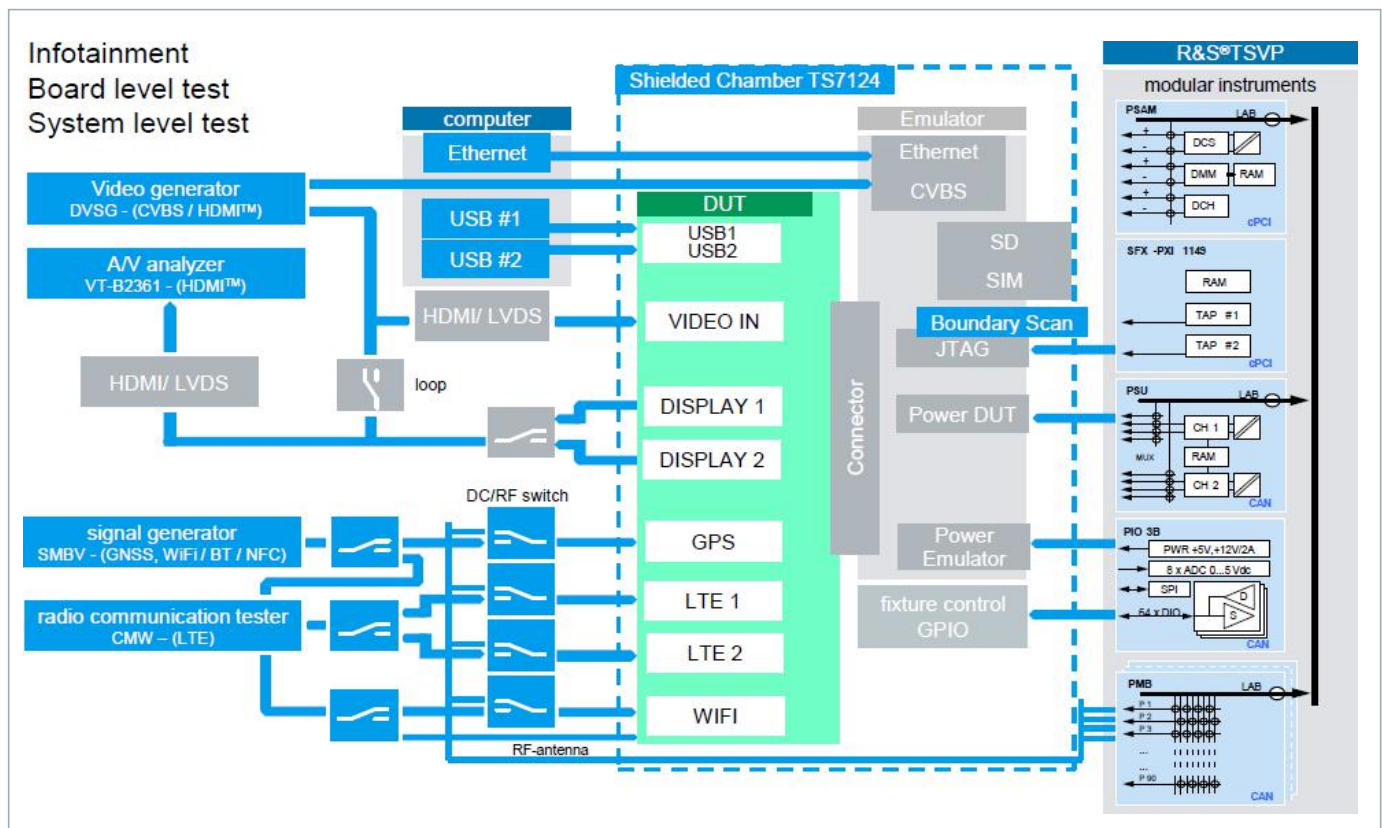 Infotainment
Board level test
System level test
Shielded Chamber TS7124
R&S®TSVP
modular instruments
computer
Ethernet
USB #1
USB #2
Emulator
Ethernet
CVBS
SD
SIM
Boundary Scan
JTAG
Power DUT
Power
Emulator
fixture control
GPIO
Connector
Video generator
DVSG - (CVBS / HDMI™)
A/V analyzer
VT-B2361 - (HDMI™)
HDMI/ LVDS
HDMI/ LVDS
loop
DUT
USB1
USB2
VIDEO IN
DISPLAY 1
DISPLAY 2
GPS
LTE 1
LTE 2
WIFI
DC/RF switch
signal generator
SMBV - (GNSS, WiFi / BT / NFC)
radio communication tester
CMW – (LTE)
RF-antenna
PSAM
LAB
+
-
+
-
+
-
DCS
DMM
RAM
DCH
cPCI
SFX -PXI 1149
RAM
TAP #1
TAP #2
cPCI
PSU
LAB
CH 1
MUX
RAM
CH 2
CAN
PIO 3B
PWR +5V,+12V/2A
8 x ADC 0...5 Vdc
SPI
64 x DIO
D
S
CAN
PMB
LAB
P 1
P 2
P 3
...
...
P 90
CAN